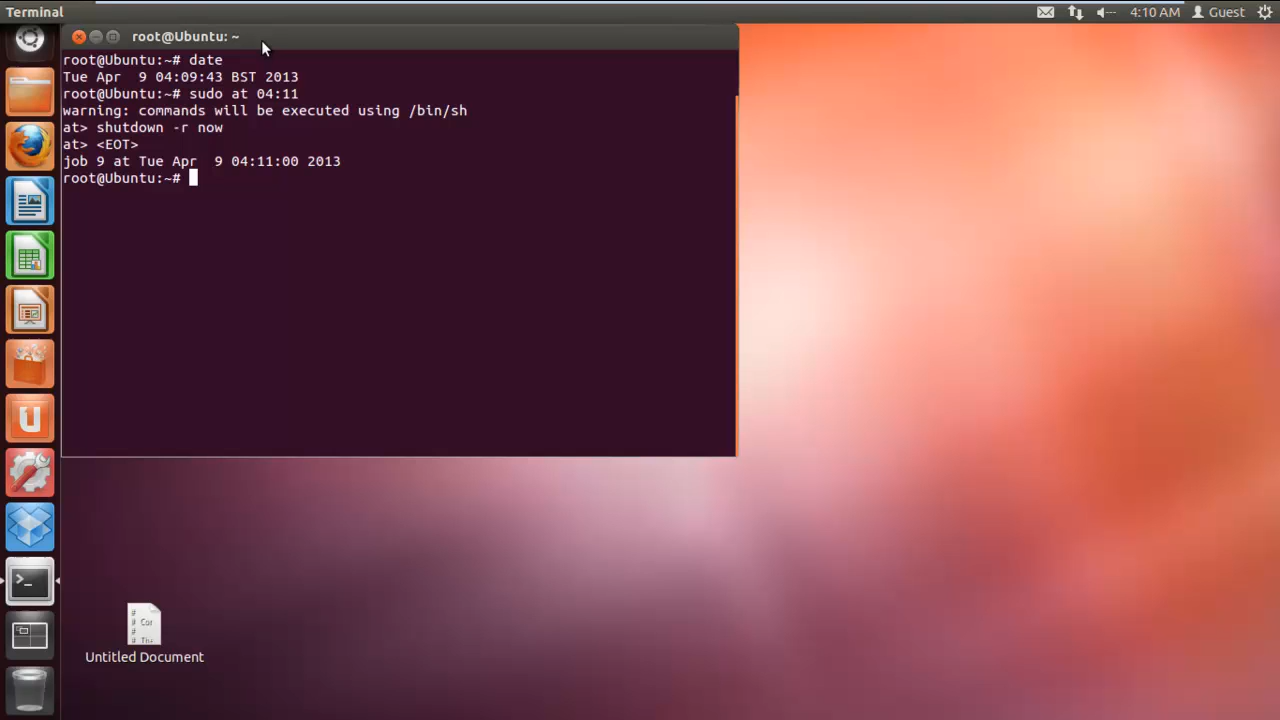 Terminal
4:10 AM
Guest
root@Ubuntu: ~
root@Ubuntu:~# date
Tue Apr  9 04:09:43 BST 2013
root@Ubuntu:~# sudo at 04:11
warning: commands will be executed using /bin/sh
at> shutdown -r now
at> <EOT>
job 9 at Tue Apr  9 04:11:00 2013
root@Ubuntu:~#
#
# Cor
#
# The
Untitled Document